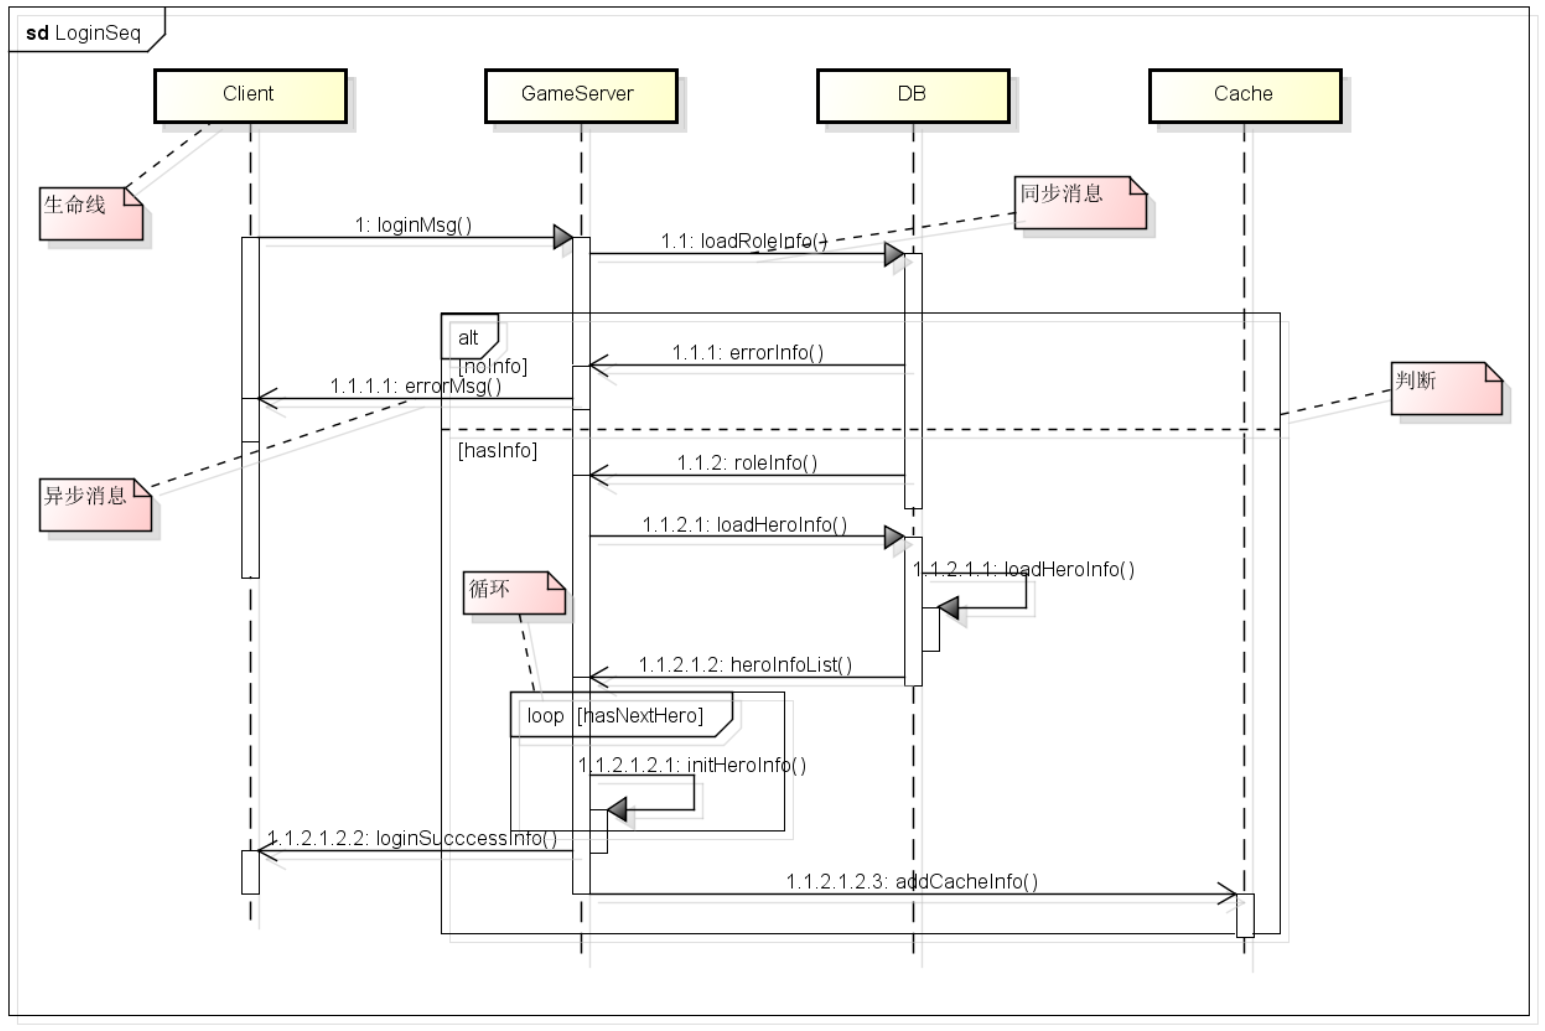 sd LoginSeq
Client
GameServer
DB
Cache
生命线
同步消息
1: loginMsg()
1.1: loadRoleInfo()
alt
[noInfo]
1.1.1: errorInfo()
1.1.1.1: errorMsg()
判断
[hasInfo]
1.1.2: roleInfo()
异步消息
1.1.2.1: loadHeroInfo()
1.1.2.1.1: loadHeroInfo()
循环
1.1.2.1.2: heroInfoList()
loop [hasNextHero]
1.1.2.1.2.1: initHeroInfo()
1.1.2.1.2.2: loginSucccessInfo()
1.1.2.1.2.3: addCacheInfo()